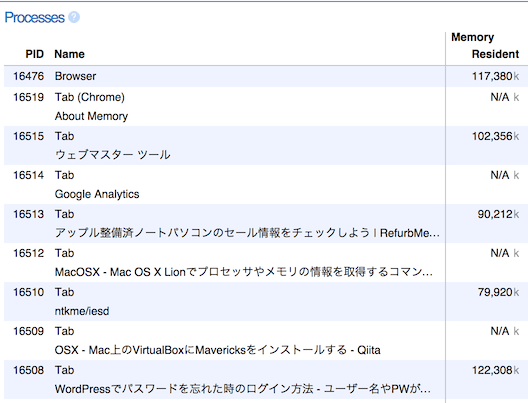 Processes ?
Memory
PID Name Resident
16476 Browser 117,380k
16519 Tab (Chrome) N/A k
About Memory
16515 Tab 102,356k
ウェブマスター ツール
16514 Tab N/A k
Google Analytics
16513 Tab 90,212k
アップル整備済ノートパソコンのセール情報をチェックしよう | RefurbMe…
16512 Tab N/A k
MacOSX - Mac OS X Lionでプロセッサやメモリの情報を取得するコマン…
16510 Tab 79,920k
ntkme/iesd
16509 Tab N/A k
OSX - Mac上のVirtualBoxにMavericksをインストールする - Qiita
16508 Tab 122,308k
WordPressでパスワードを忘れた時のログイン方法 - ユーザー名やPWが…